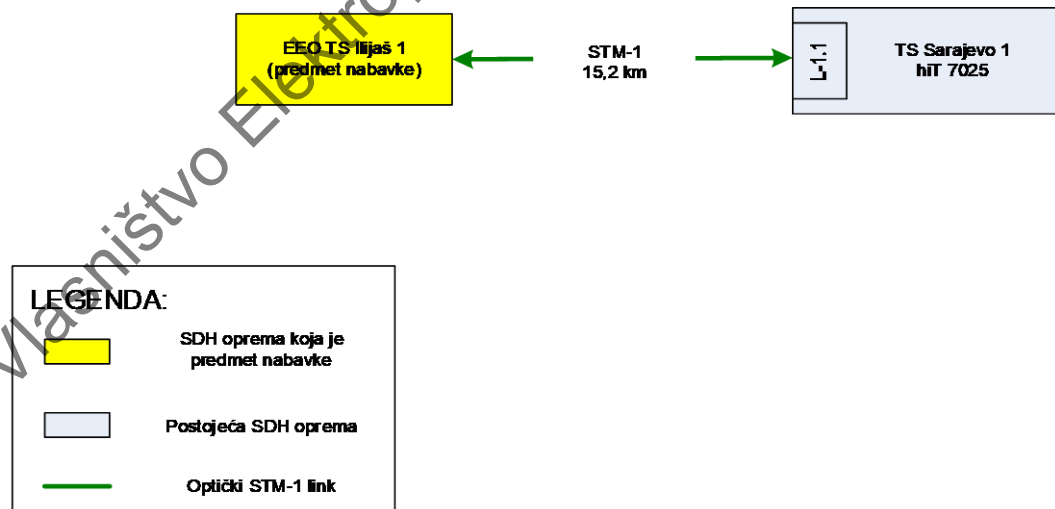 EEO TS Ilijaš 1
(predmet nabavke)
STM-1
15,2 km
L-1.1
TS Sarajevo 1
hiT 7025
Vlasništvo
LEGENDA:
SDH oprema koja je
predmet nabavke
Postojeća SDH oprema
Optički STM-1 link